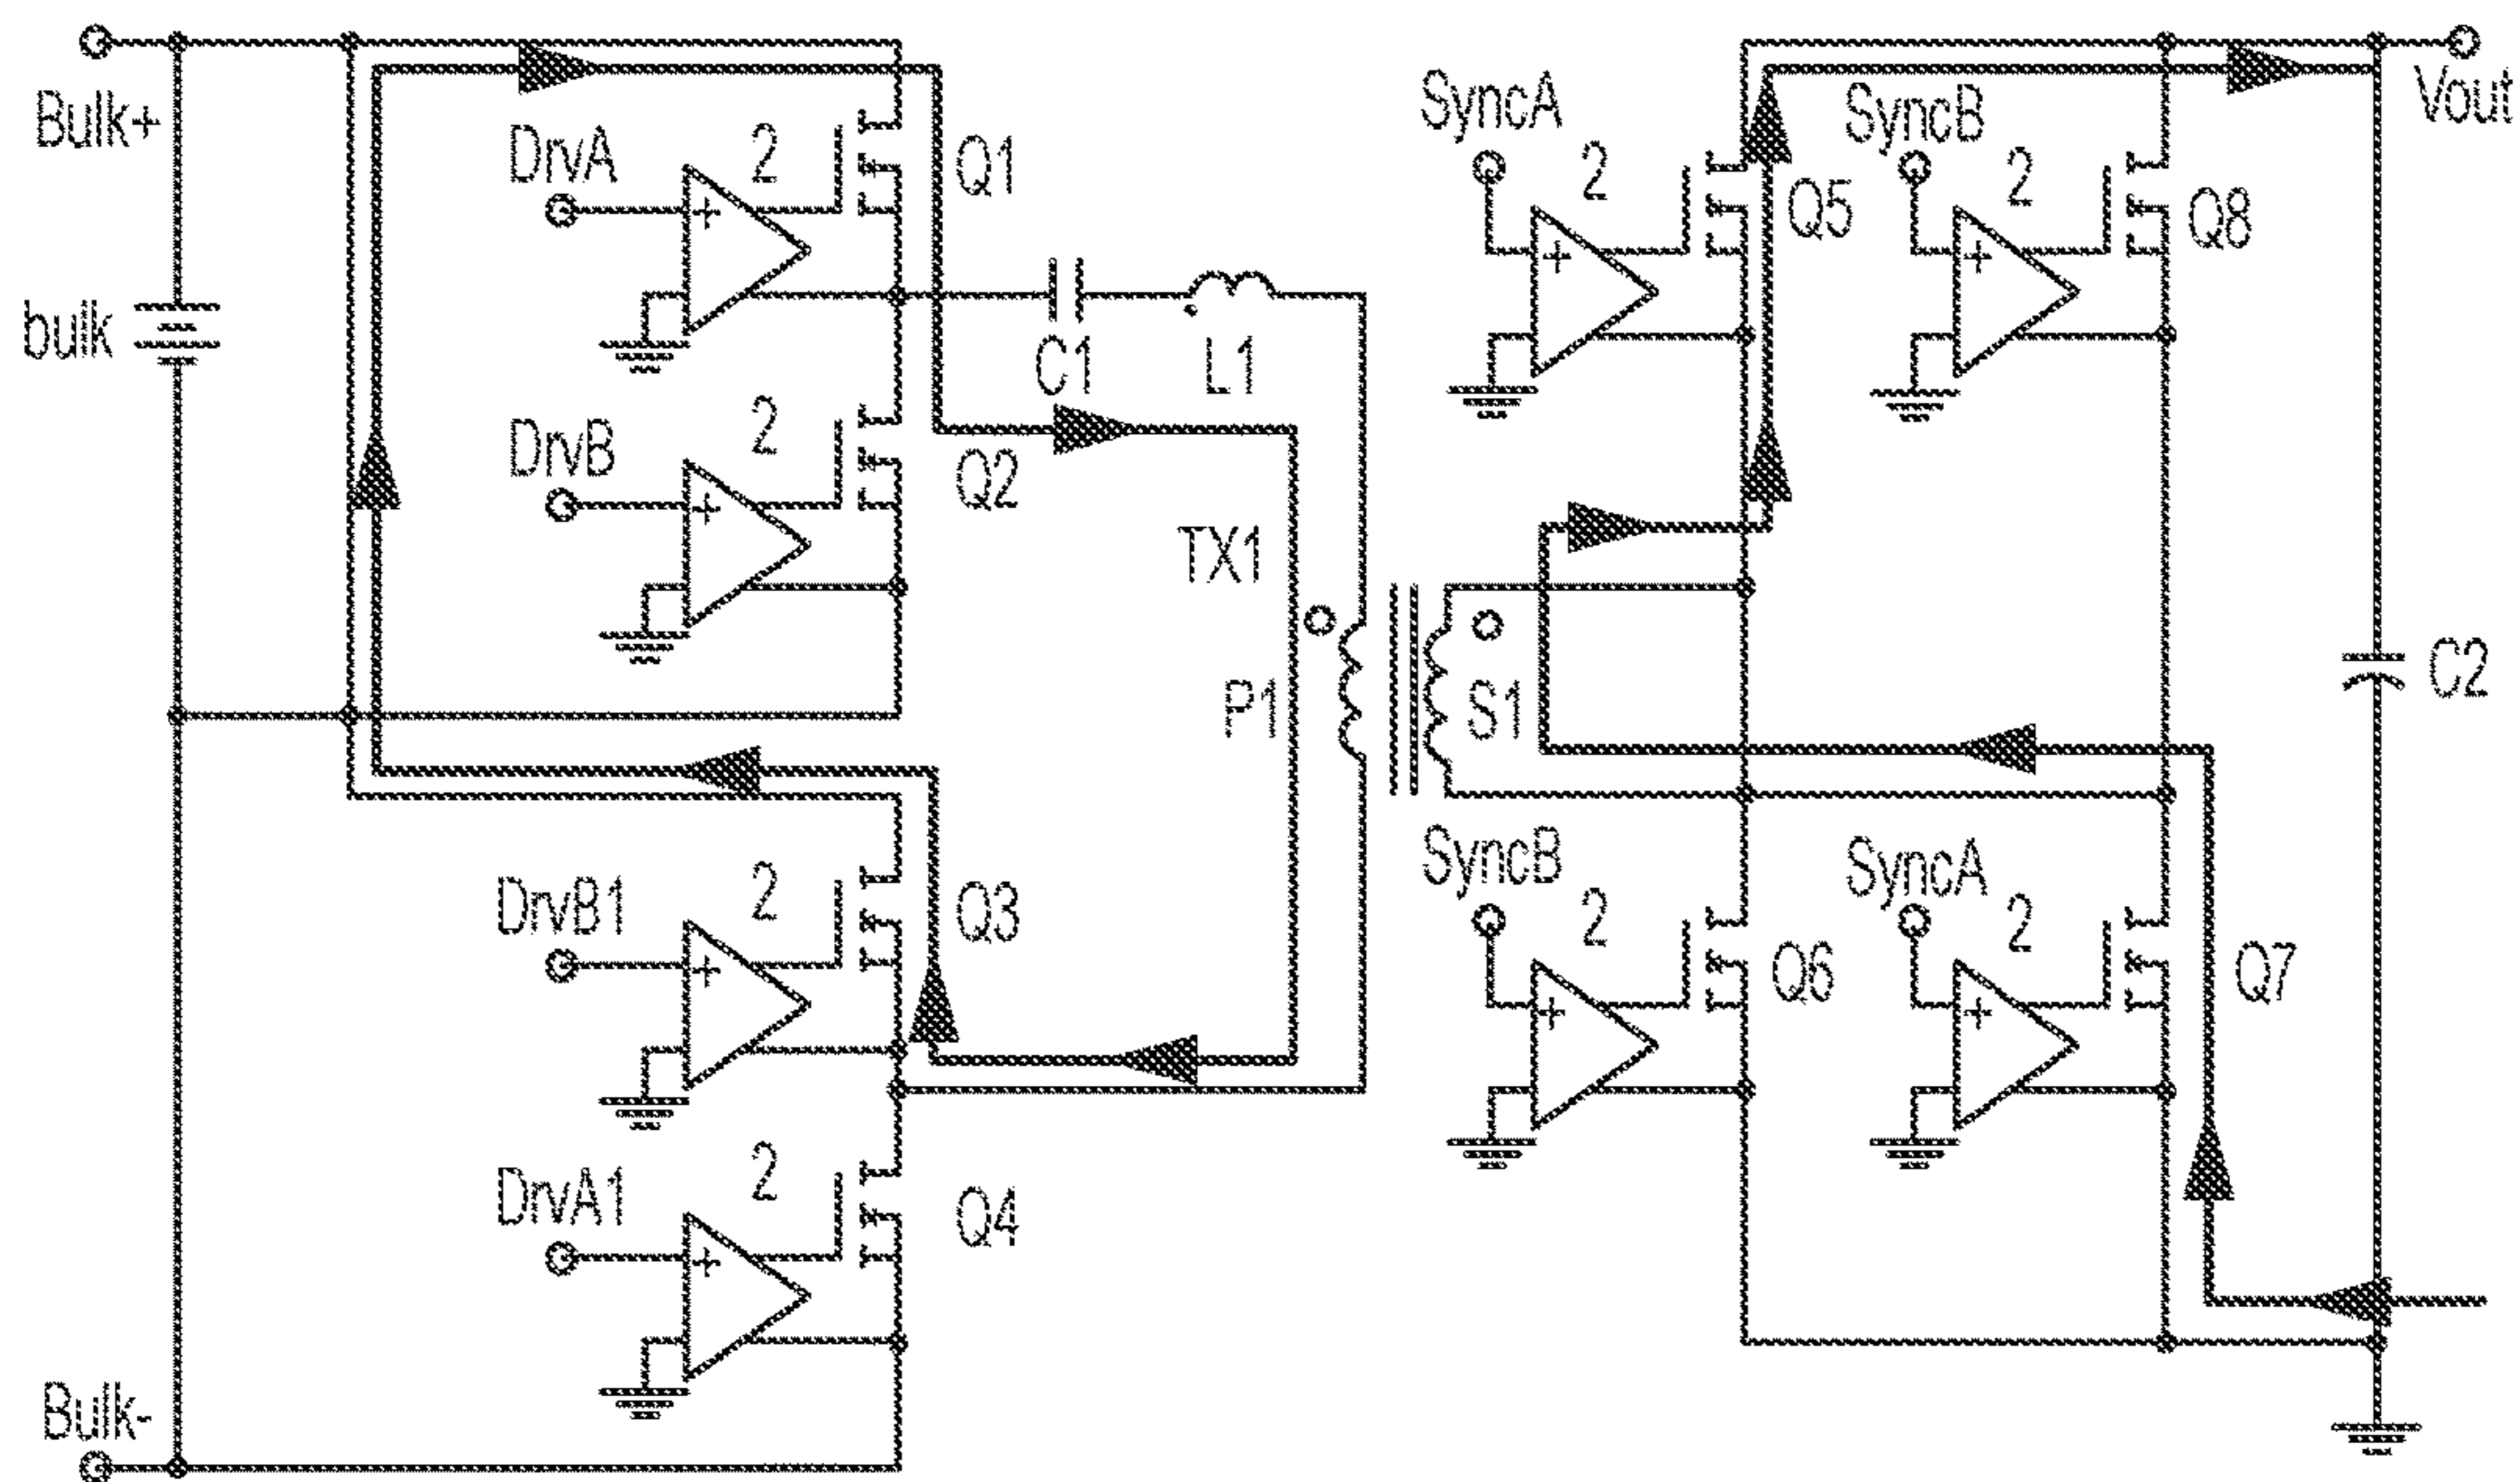 Bulk+
bulk
Bulk-
DrvA
+
2
Q1
DrvB
+
2
Q2
C1
L1
TX1
P1
S1
DrvB1
+
2
Q3
DrvA1
+
2
Q4
SyncA
+
2
Q5
SyncB
+
2
Q8
Vout
C2
SyncB
+
2
Q6
SyncA
+
2
Q7